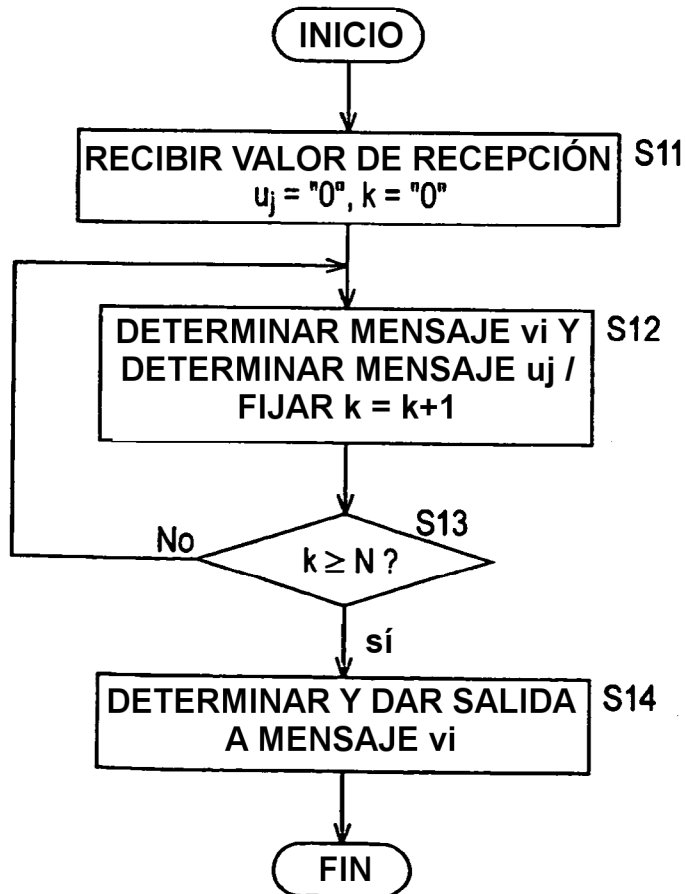 INICIO
RECIBIR VALOR DE RECEPCIÓN
uj = "0", k = "0"
S11
DETERMINAR MENSAJE vi Y
DETERMINAR MENSAJE uj /
FIJAR k = k+1
S12
S13
No
k ≥ N ?
sí
DETERMINAR Y DAR SALIDA
A MENSAJE vi
S14
FIN